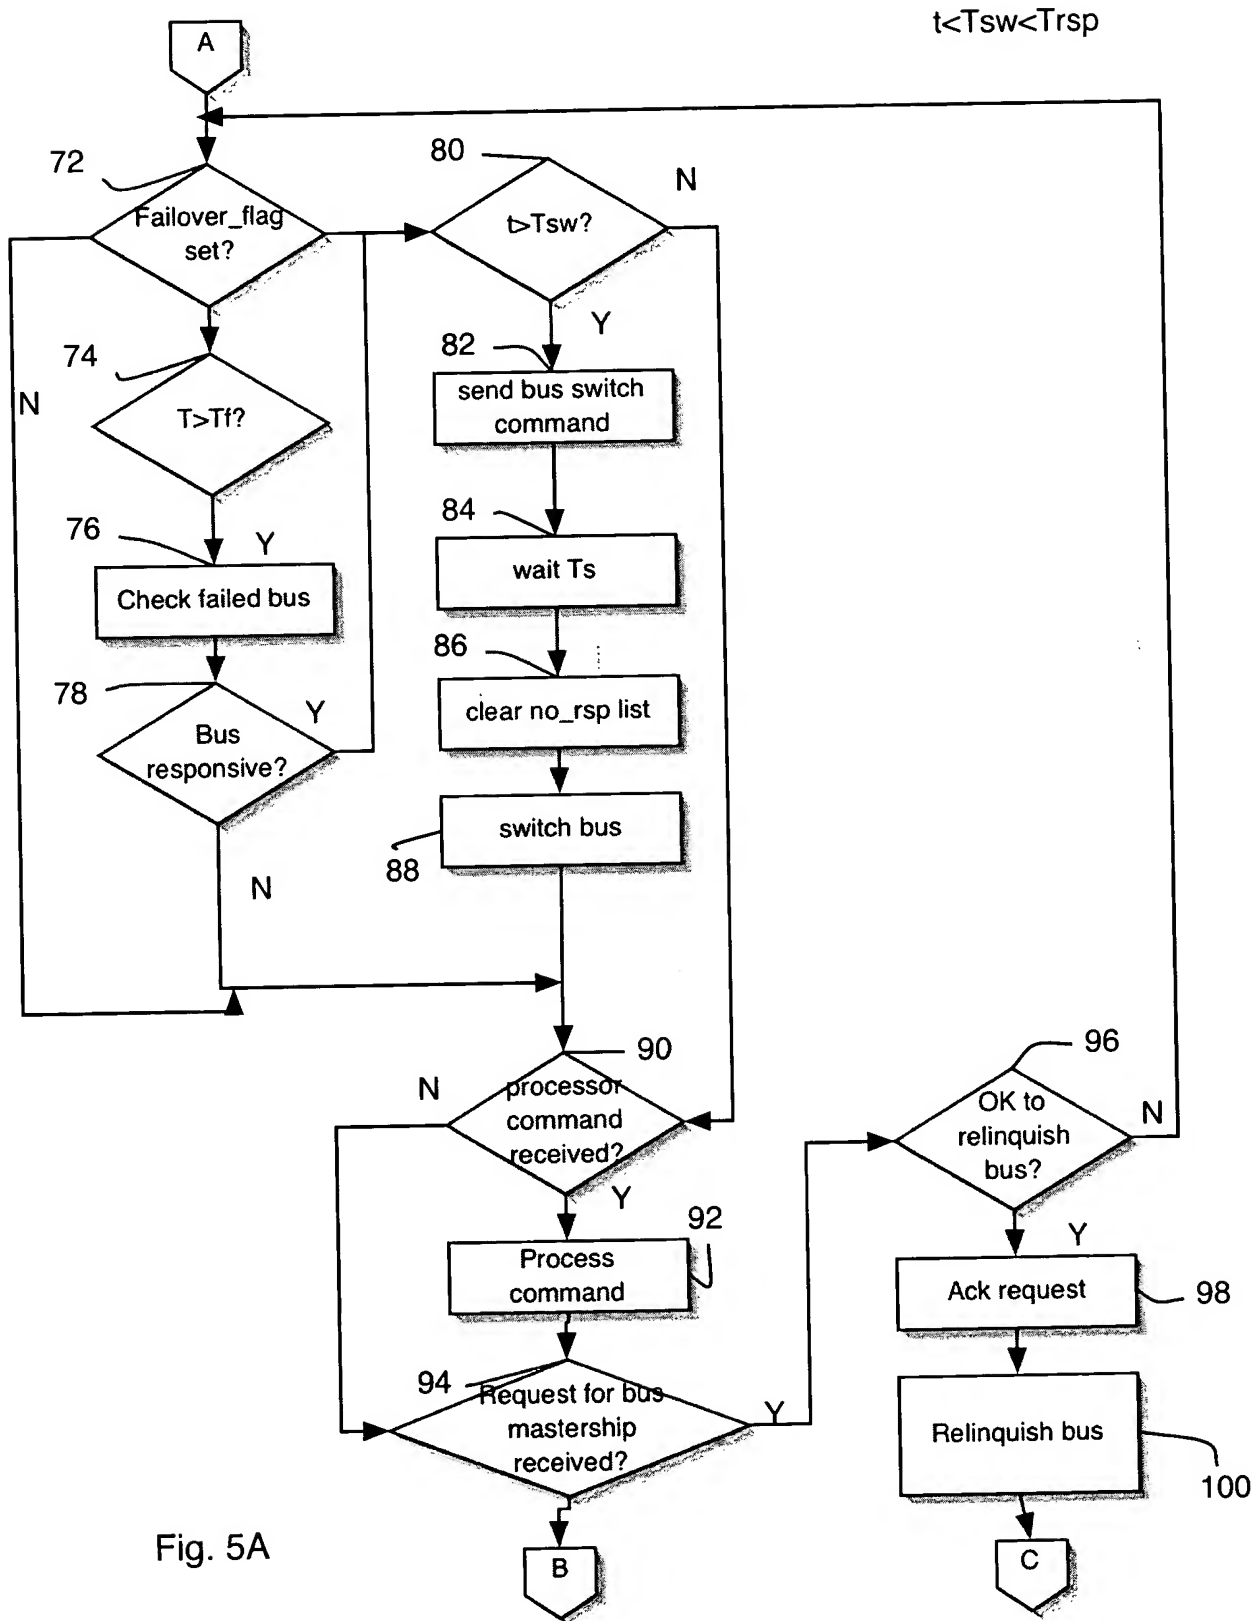 t<Tsw<Trsp
A
72
Failover_flag
set?
80
N
t>Tsw?
Y
74
N
T>Tf?
82
send bus switch
command
76
Y
Check failed bus
84
wait Ts
78
Y
Bus
responsive?
86
clear no_rsp list
switch bus
88
N
90
N
processor
command
received?
Y
92
Process
command
94
Request for bus
mastership
received?
Y
96
OK to
relinquish
bus?
N
Y
Ack request
98
Relinquish bus
100
B
C
Fig. 5A